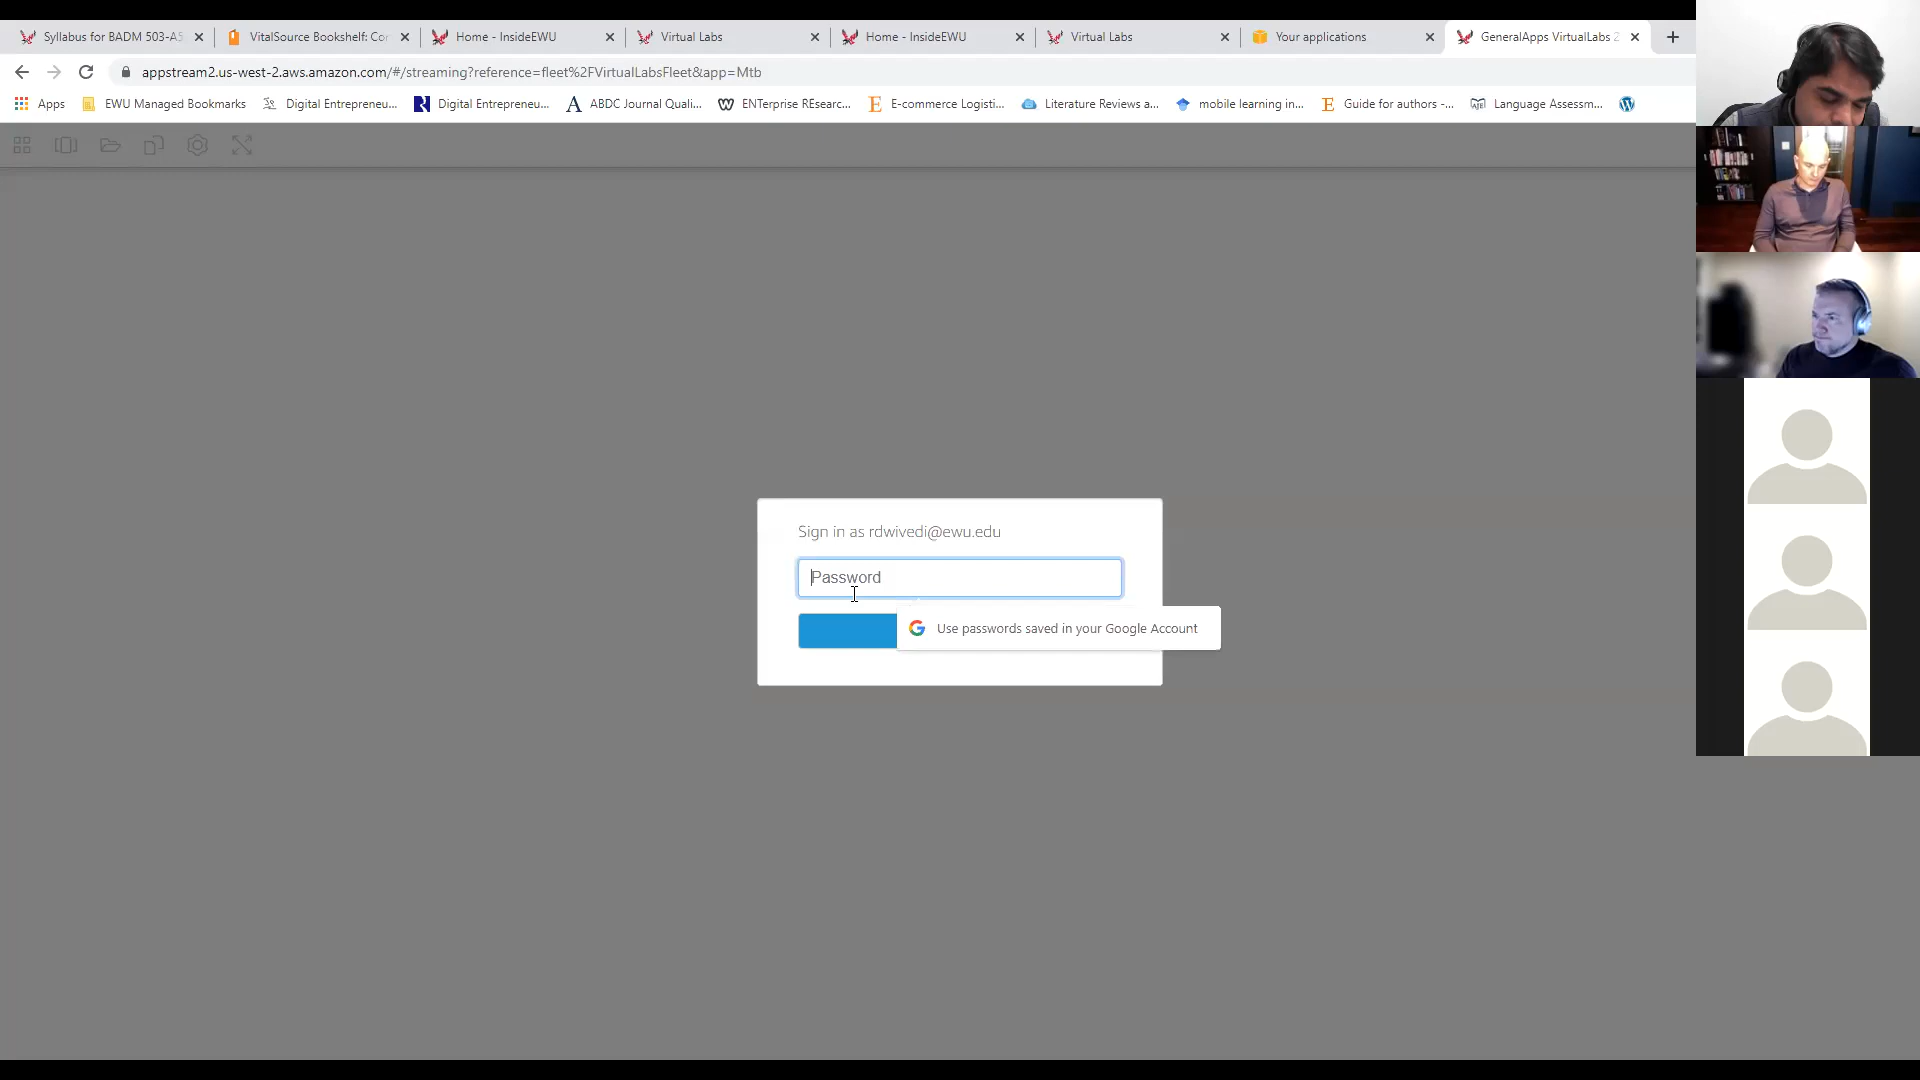 Syllabus for BADM 503-A5
VitalSource Bookshelf: Cor
Home - InsideEWU
Virtual Labs
Home - InsideEWU
Virtual Labs
Your applications
GeneralApps VirtualLabs 2
appstream2.us-west-2.aws.amazon.com/#/streaming?reference=fleet%2FVirtualLabsFleet&app=Mtb
Apps
EWU Managed Bookmarks
Digital Entrepreneu...
Digital Entrepreneu...
ABDC Journal Quali...
ENTerprise REsearc...
E-commerce Logisti...
Literature Reviews a...
mobile learning in...
Guide for authors -...
Language Assessm...
Sign in as rdwivedi@ewu.edu
Password
Use passwords saved in your Google Account